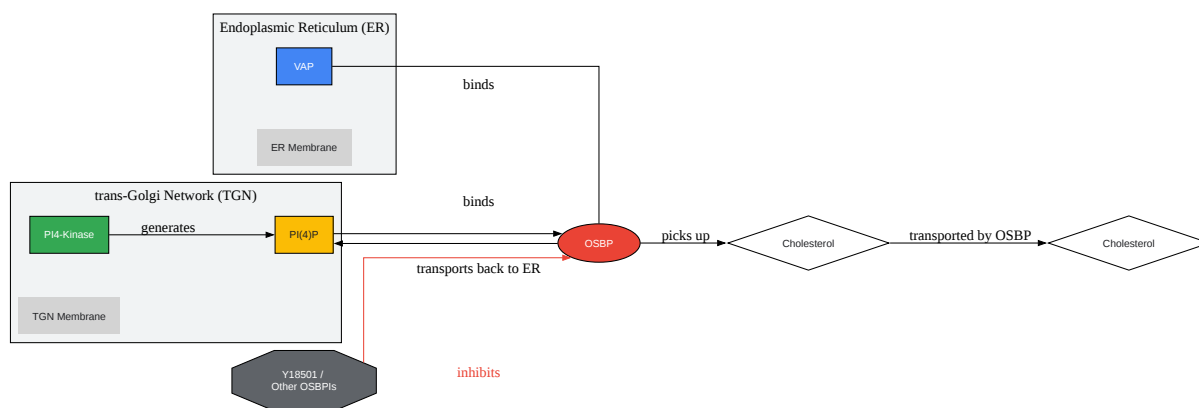 Endoplasmic Reticulum (ER)
VAP
binds
ER Membrane
trans-Golgi Network (TGN)
PI4-Kinase
generates
PI(4)P
binds
OSBP
picks up
Cholesterol
transported by OSBP
Cholesterol
transports back to ER
TGN Membrane
Y18501 /
Other OSBPIs
inhibits